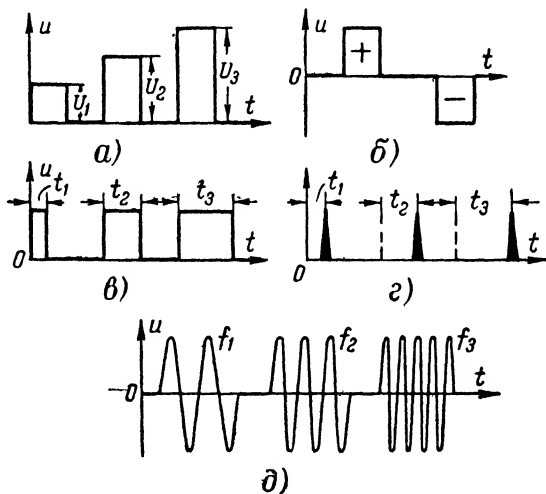 u
U₁
U₂
U₃
t
а)
u
0
+
−
t
б)
u
t₁
t₂
t₃
0
t
в)
t₁
t₂
t₃
0
t
г)
u
f₁
f₂
f₃
0
t
д)